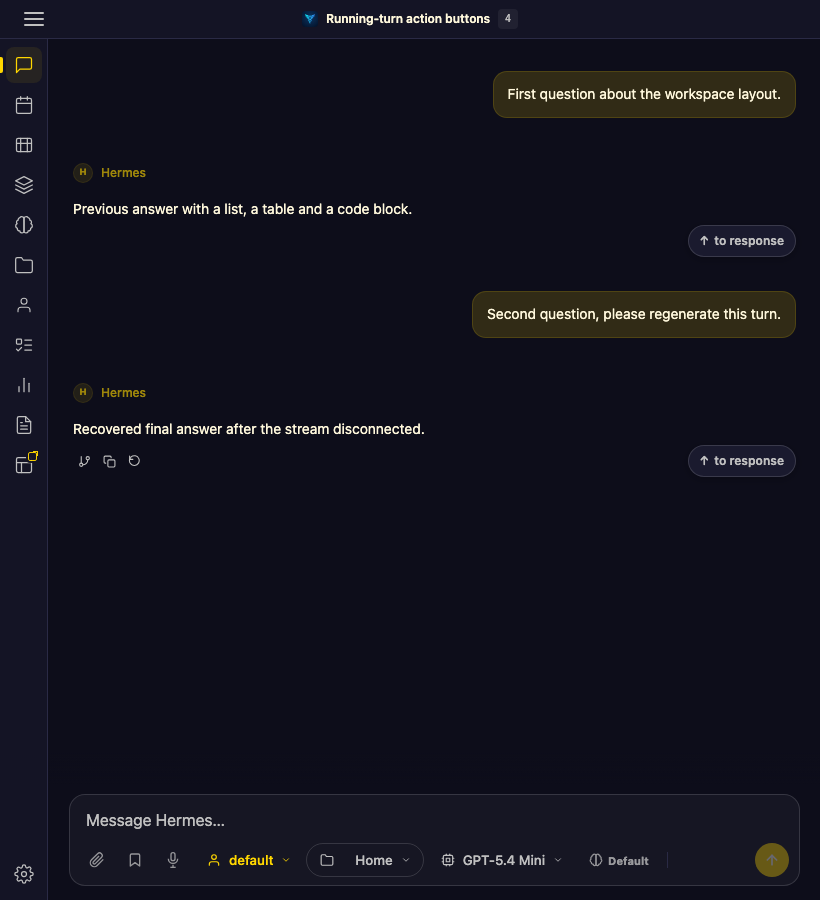 Running-turn action buttons 4
First question about the workspace layout.
H Hermes
Previous answer with a list, a table and a code block.
↑ to response
Second question, please regenerate this turn.
H Hermes
Recovered final answer after the stream disconnected.
↑ to response
Message Hermes...
default Home GPT-5.4 Mini Default